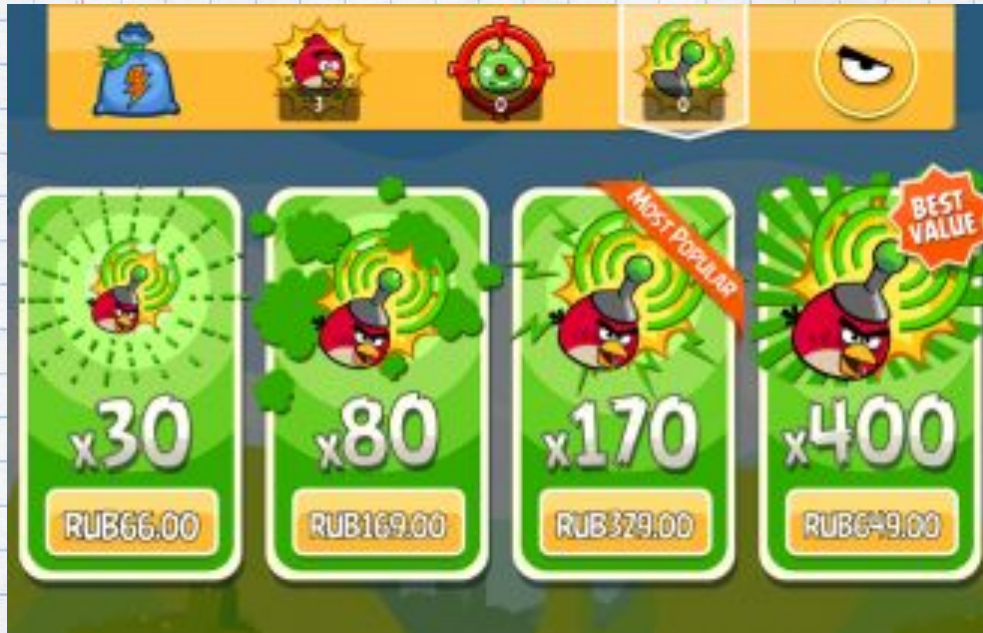 3
0
0
MOST POPULAR
BEST
VALUE
x30
x80
x170
x400
RUB66.00
RUB169.00
RUB329.00
RUB649.00